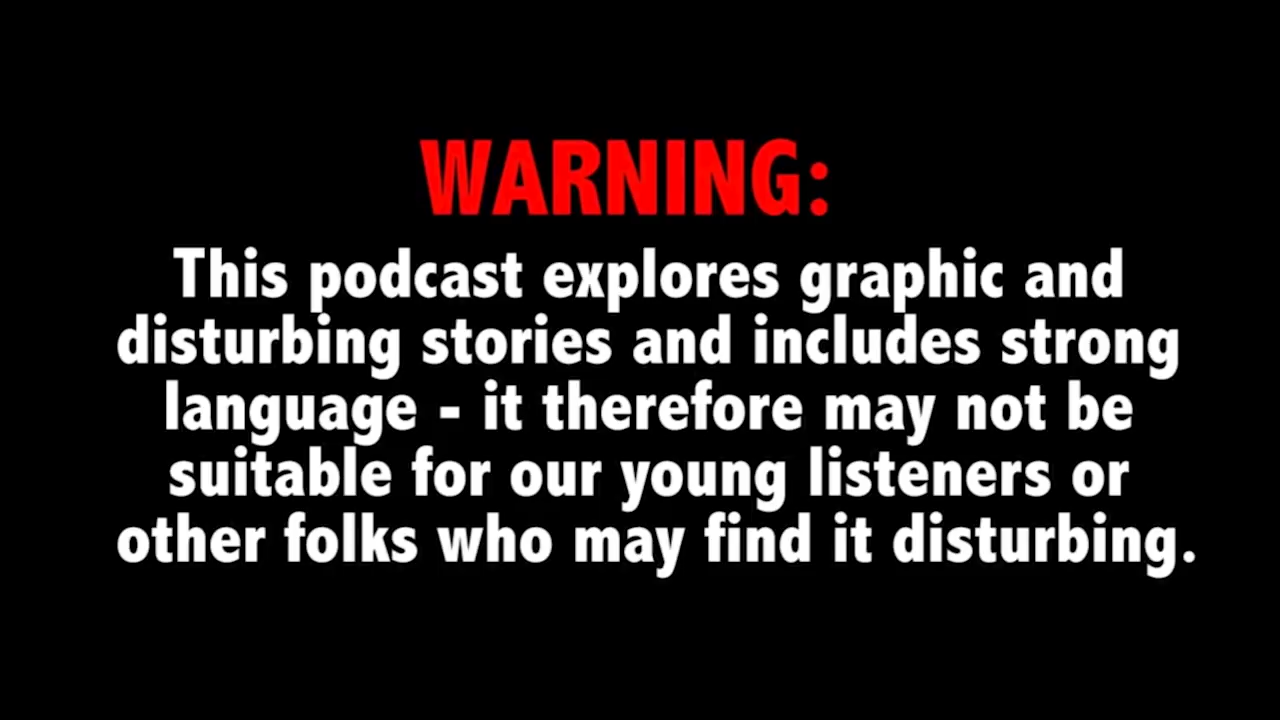 WARNING:
This podcast explores graphic and
disturbing stories and includes strong
language - it therefore may not be
suitable for our young listeners or
other folks who may find it disturbing.